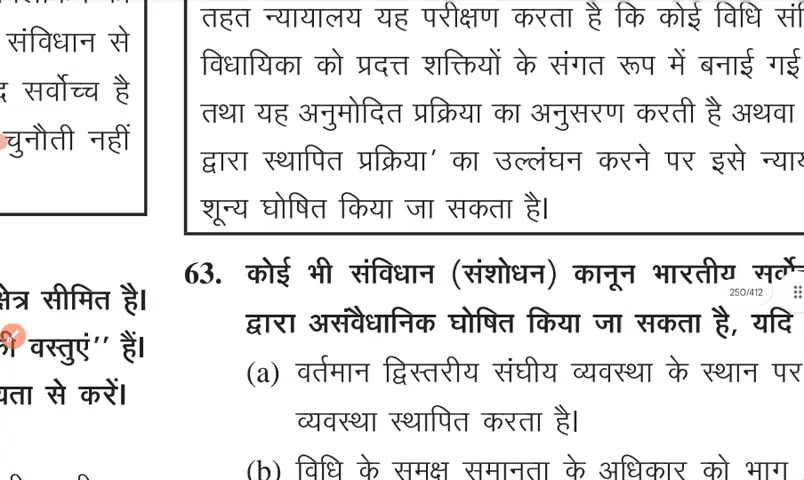 संविधान से
सर्वोच्च है
चुनौती नहीं
क्षेत्र सीमित है।
वस्तुएं'' हैं।
से करें।
तहत न्यायालय यह परीक्षण करता है कि कोई विधि
विधायिका को प्रदत्त शक्तियों के संगत रूप में बनाई गई
तथा यह अनुमोदित प्रक्रिया का अनुसरण करती है अथवा
द्वारा स्थापित प्रक्रिया' का उल्लंघन करने पर इसे
शून्य घोषित किया जा सकता है।
63. कोई भी संविधान (संशोधन) कानून भारतीय
250/412
द्वारा असंवैधानिक घोषित किया जा सकता है, यदि
(a) वर्तमान द्विस्तरीय संघीय व्यवस्था के स्थान पर
व्यवस्था स्थापित करता है।
(b) विधि के समक्ष समानता के अधिकार को भाग